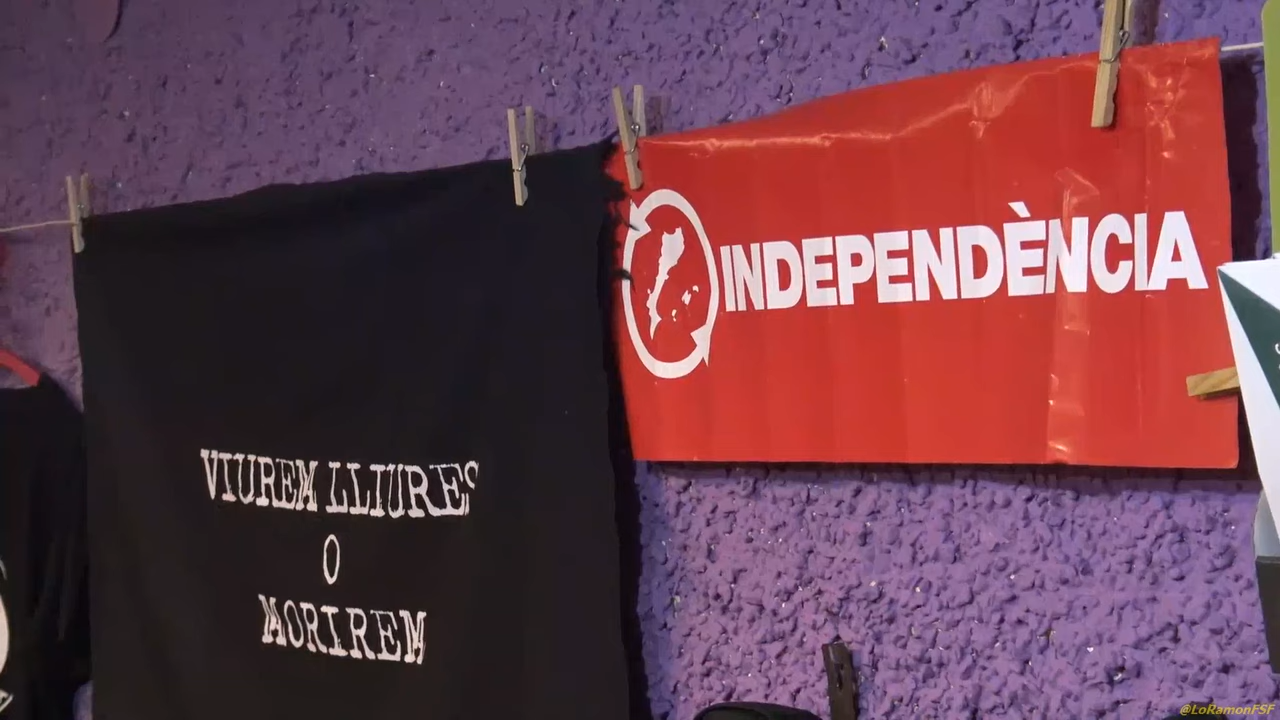 VIUREM LLIURES
O
MORIREM
INDEPENDÈNCIA
@LoRamonFSF